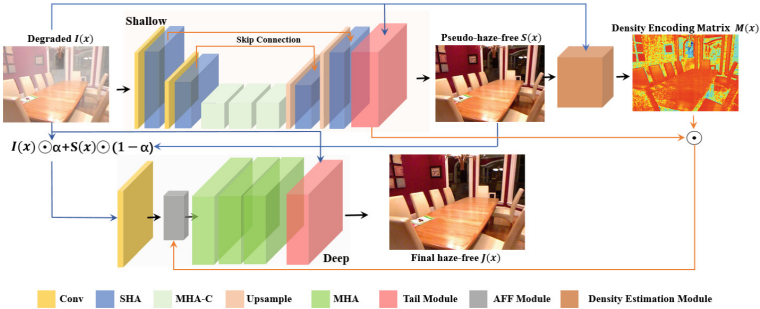 Shallow
Degraded I(x)
Skip Connection
Pseudo-haze-free S(x)
Density Encoding Matrix M(x)
I(x)⊙α+S(x)⊙(1−α)
Deep
Final haze-free J(x)
Conv
SHA
MHA-C
Upsample
MHA
Tail Module
AFF Module
Density Estimation Module